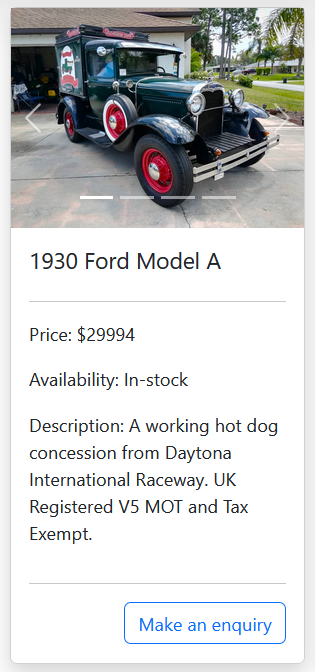 1930 Ford Model A
Price: $29994
Availability: In-stock
Description: A working hot dog
concession from Daytona
International Raceway. UK
Registered V5 MOT and Tax
Exempt.
Make an enquiry